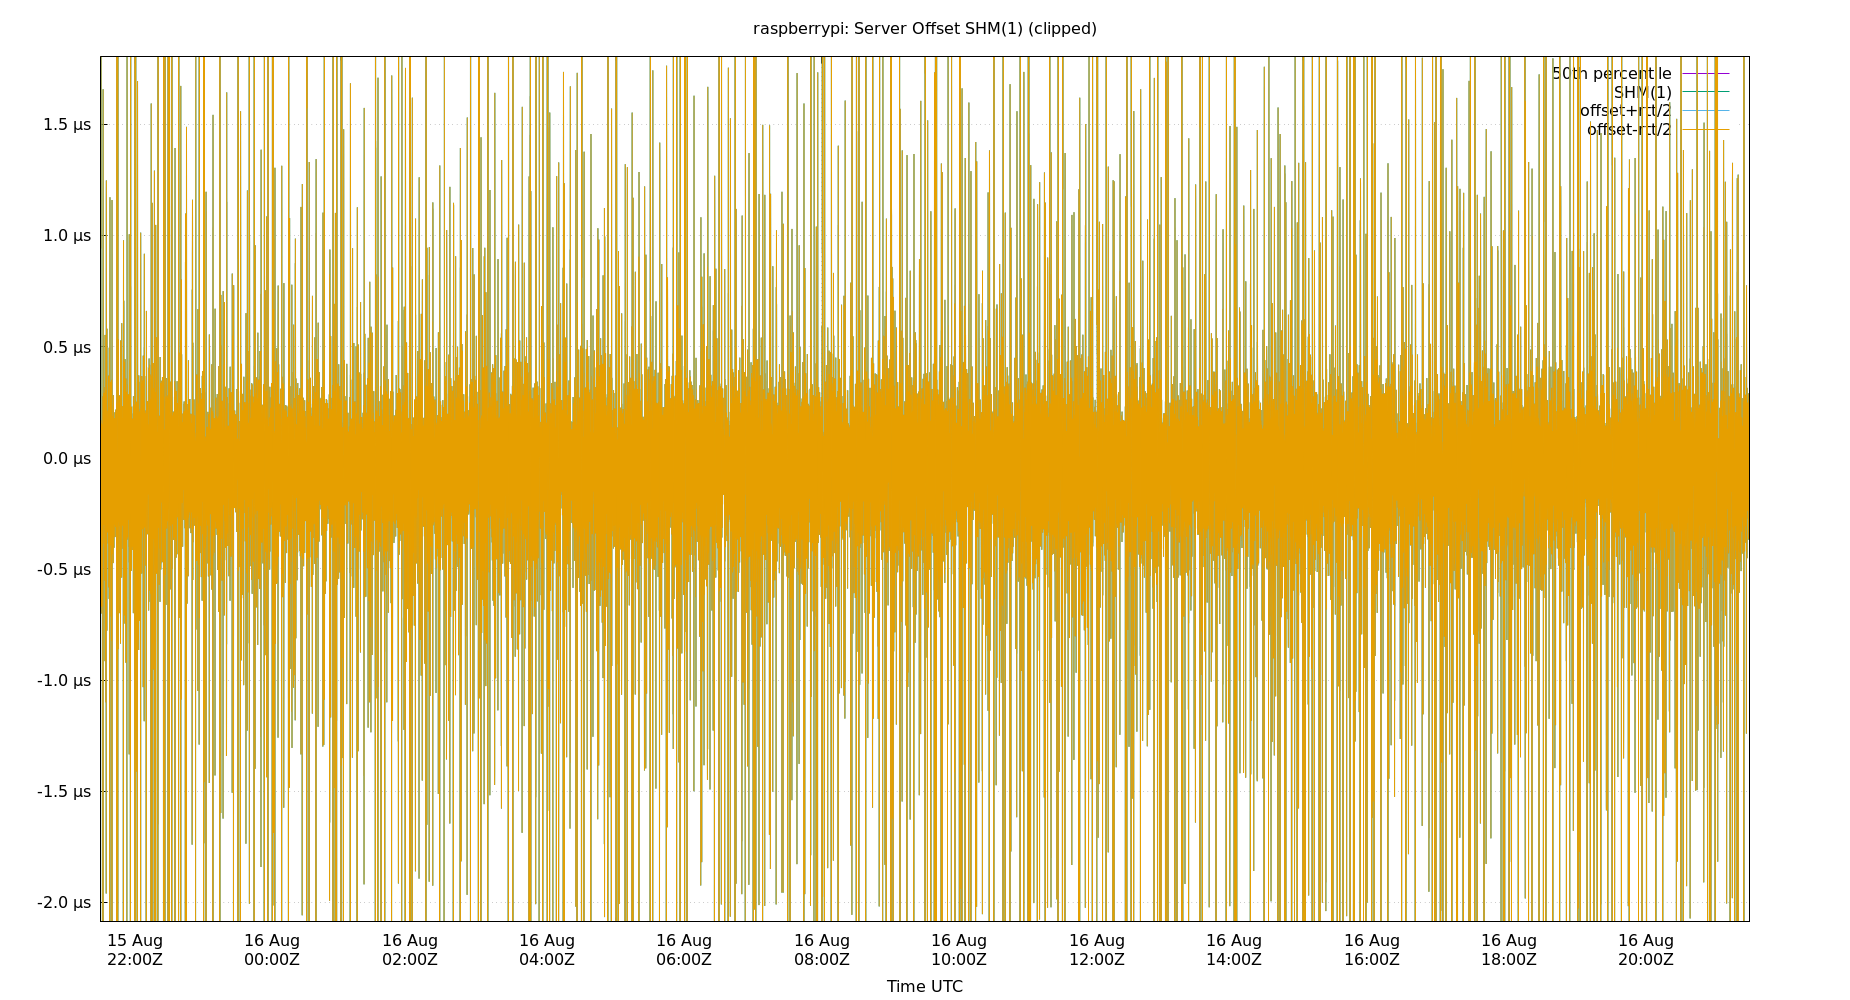 raspberrypi: Server Offset SHM(1) (clipped)
50th percentile
SHM(1)
offset+rtt/2
offset-rtt/2
1.5 µs
1.0 µs
0.5 µs
0.0 µs
-0.5 µs
-1.0 µs
-1.5 µs
-2.0 µs
15 Aug 16 Aug 16 Aug 16 Aug 16 Aug 16 Aug 16 Aug 16 Aug 16 Aug 16 Aug 16 Aug 16 Aug
22:00Z 00:00Z 02:00Z 04:00Z 06:00Z 08:00Z 10:00Z 12:00Z 14:00Z 16:00Z 18:00Z 20:00Z
Time UTC